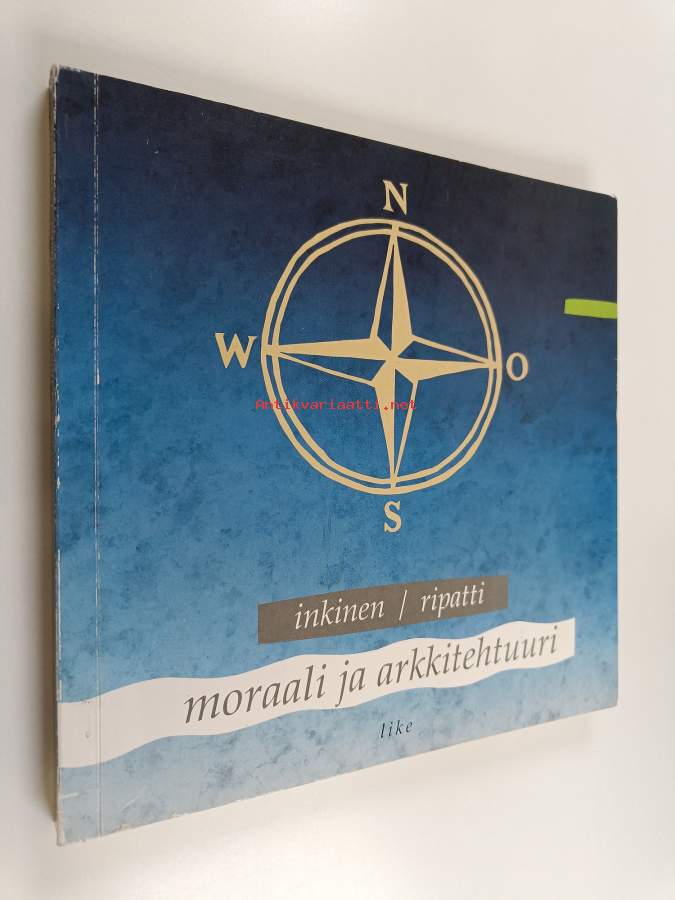 N
W
O
Antikvariaatti.net
S
inkinen / ripatti
moraali ja arkkitehtuuri
like